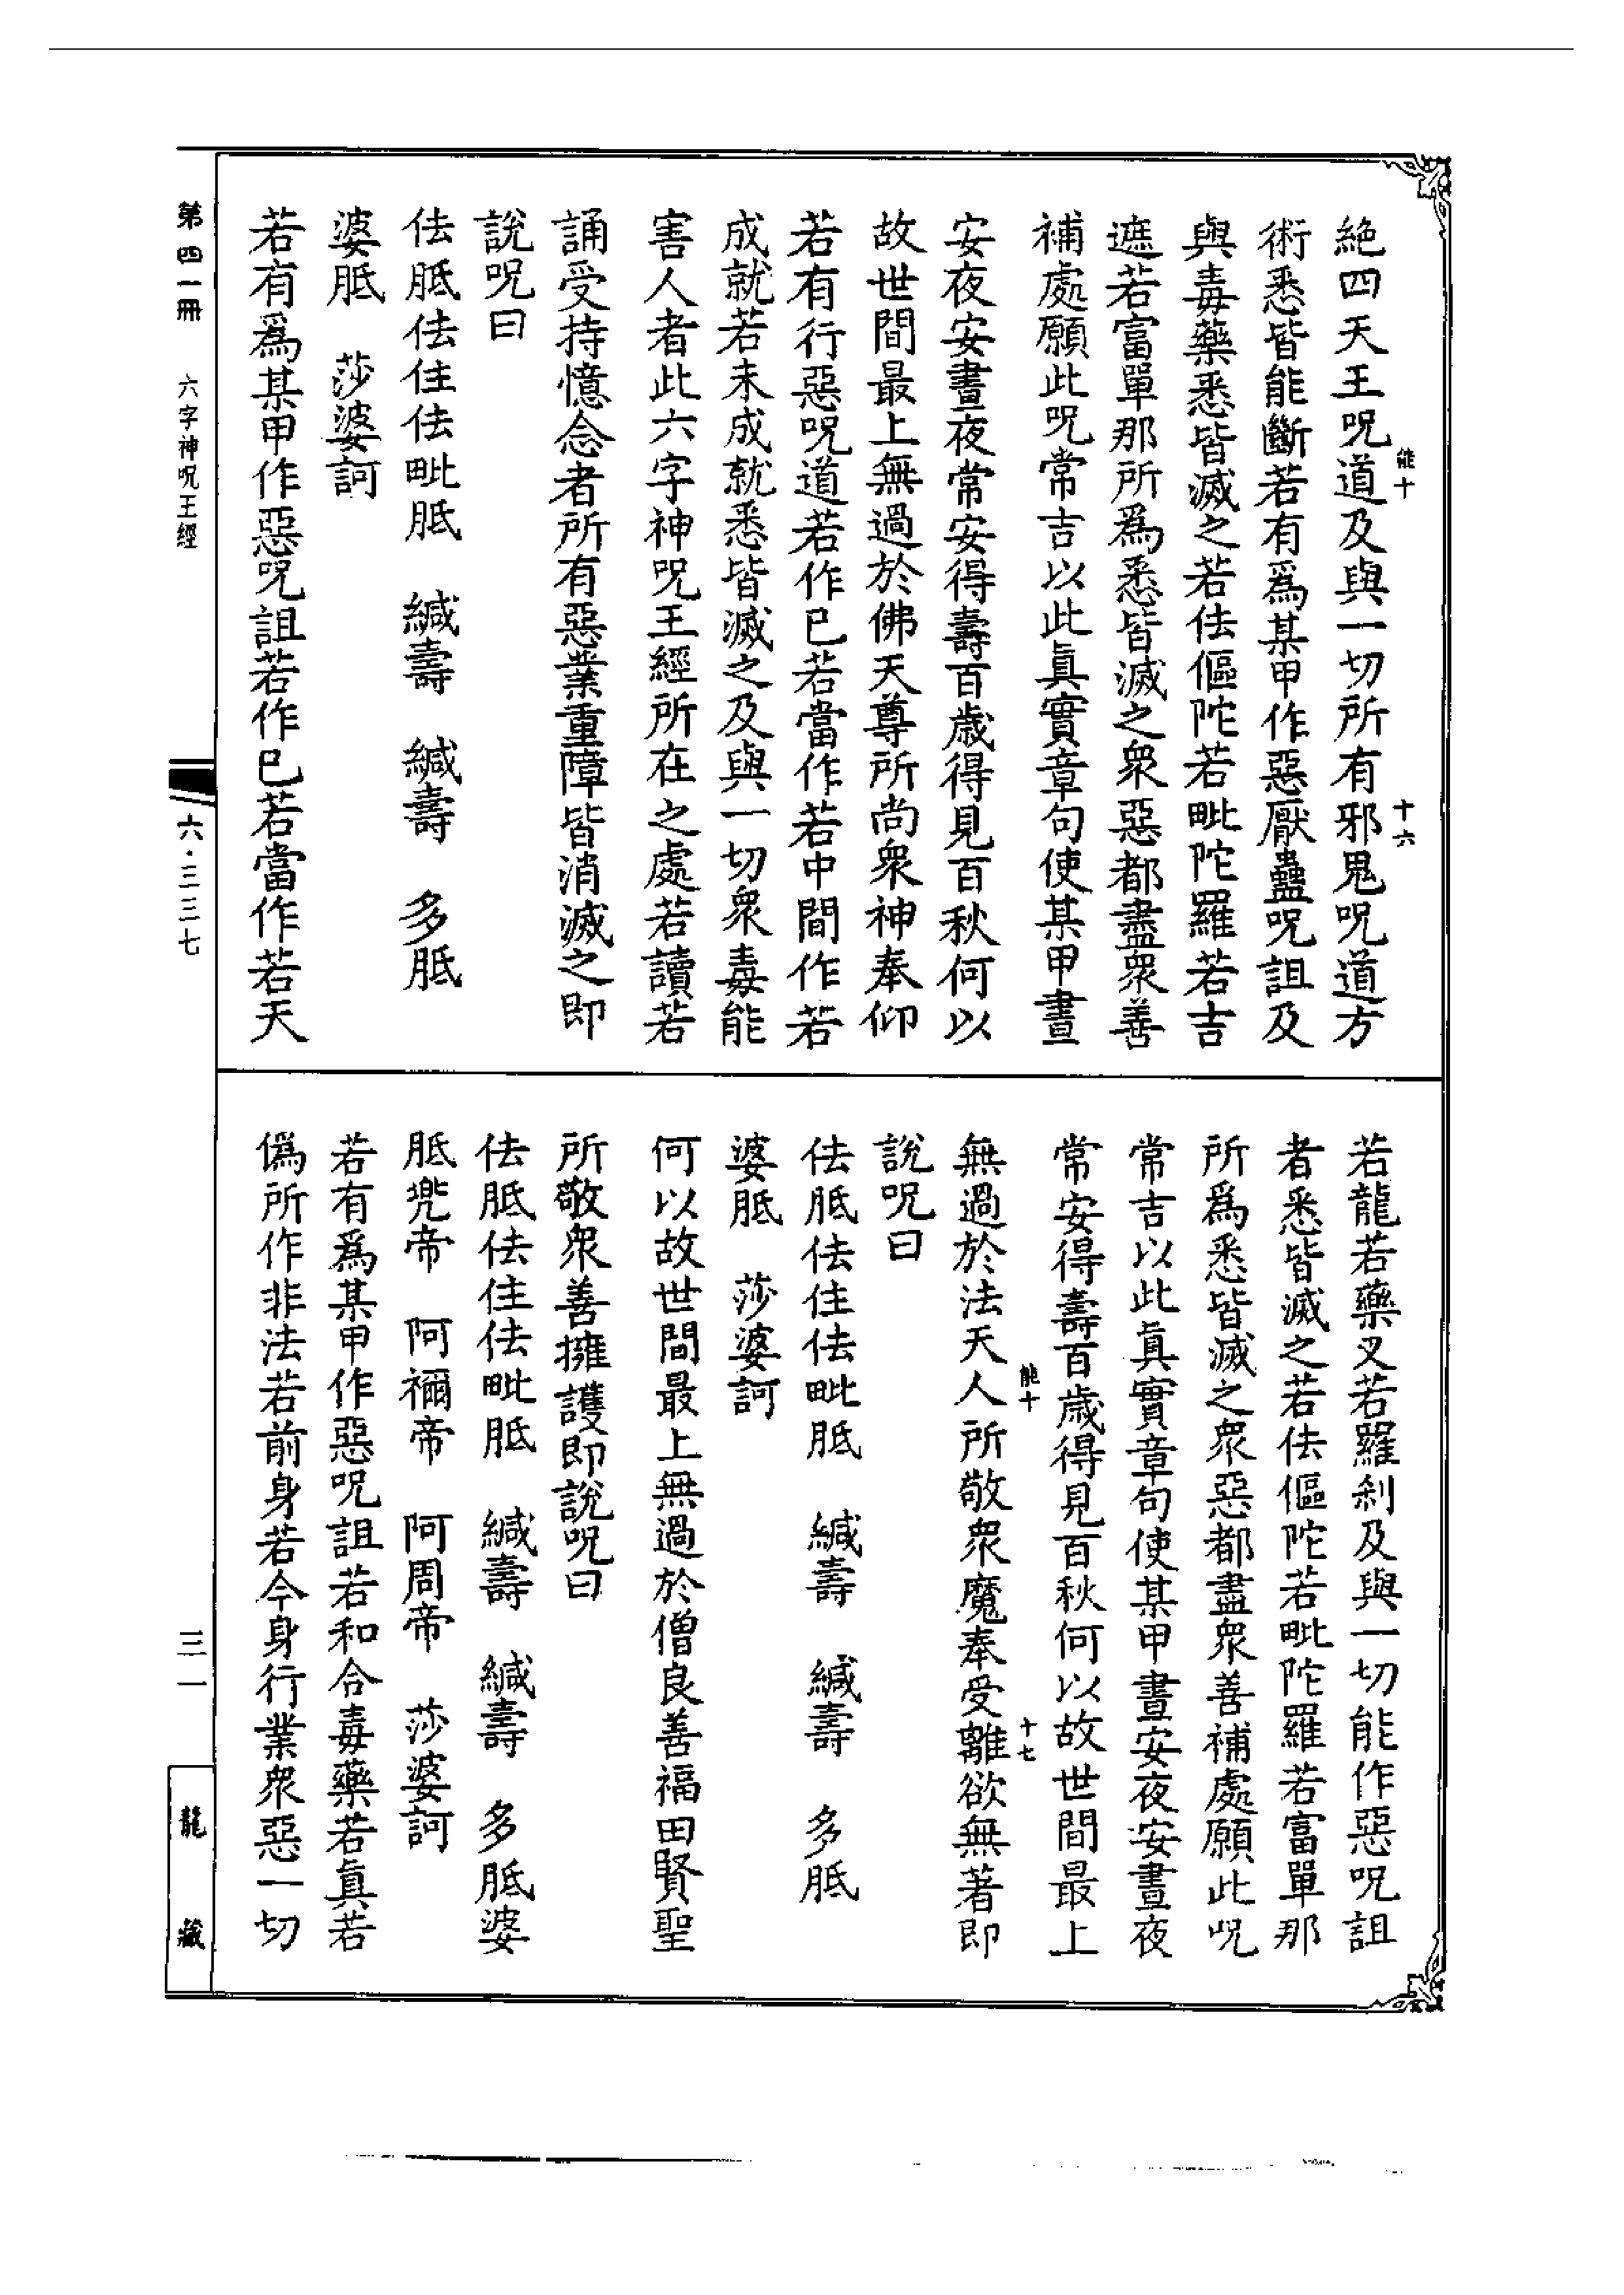 絶四天王呪道及與一切所有邪鬼呪道方
術悉皆能斷若有爲某甲作惡厭蠱呪詛及
與毒藥悉皆滅之若佉傴陀若毗陀羅若吉
遮若富單那所爲悉皆滅之衆惡都盡衆善
補處願此呪常吉以此眞實章句使某甲晝
安夜安晝夜常安得壽百歲得見百秋何以
故世間最上無過於佛天尊所尚衆神奉仰
若有行惡呪道若作已若當作若中間作若
成就若未成就悉皆滅之及與一切衆毒能
害人者此六字神呪王經所在之處若讀若
誦受持憶念者所有惡業重障皆消滅之即
說呪曰
佉胝佉住佉毗胝　緘壽　緘壽　多胝
婆胝　莎婆訶
若有爲某甲作惡呪詛若作已若當作若天
能十
十六
若龍若藥叉若羅刹及與一切能作惡呪詛
者悉皆滅之若佉傴陀若毗陀羅若富單那
所爲悉皆滅之衆惡都盡衆善補處願此呪
常吉以此眞實章句使某甲晝安夜安晝夜
常安得壽百歲得見百秋何以故世間最上
無過於法天人所敬衆魔奉受離欲無著即
說呪曰
佉胝佉住佉毗胝　緘壽　緘壽　多胝
婆胝　莎婆訶
何以故世間最上無過於僧良善福田賢聖
所敬衆善擁護即說呪曰
佉胝佉住佉毗胝　緘壽　緘壽　多胝婆
胝兜帝　阿禰帝　阿周帝　莎婆訶
若有爲某甲作惡呪詛若和合毒藥若眞若
僞所作非法若前身若今身行業衆惡一切
能十
十七
第四一冊　六字神呪王經
六·三三七
三一
龍藏